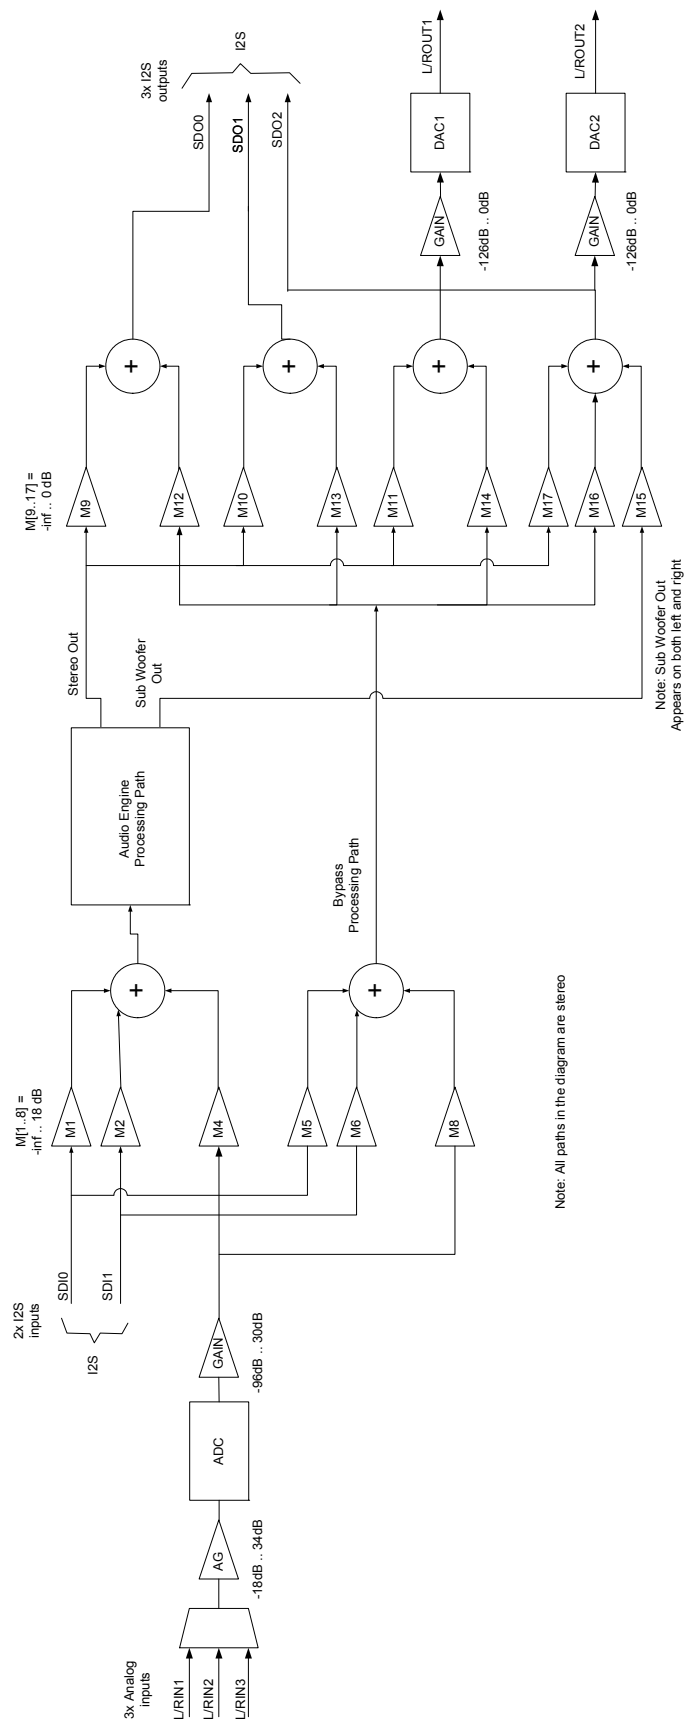 3x Analog
inputs
L/RIN1
L/RIN2
L/RIN3
AG
-18dB .. 34dB
ADC
GAIN
-96dB .. 30dB
2x I2S
inputs
I2S
SDI0
SDI1
M[1..8] =
-inf .. 18 dB
M1
M2
M4
M5
M6
M8
+
+
Audio Engine
Processing Path
Bypass
Processing Path
Stereo Out
Sub Woofer
Out
M[9..17] =
-inf .. 0 dB
M9
M12
M10
M13
M11
M14
M17
M16
M15
+
+
+
+
3x I2S
outputs
I2S
SDO0
SDO1
SDO2
GAIN
-126dB .. 0dB
DAC1
L/ROUT1
GAIN
-126dB .. 0dB
DAC2
L/ROUT2
Note: Sub Woofer Out
Appears on both left and right
Note: All paths in the diagram are stereo